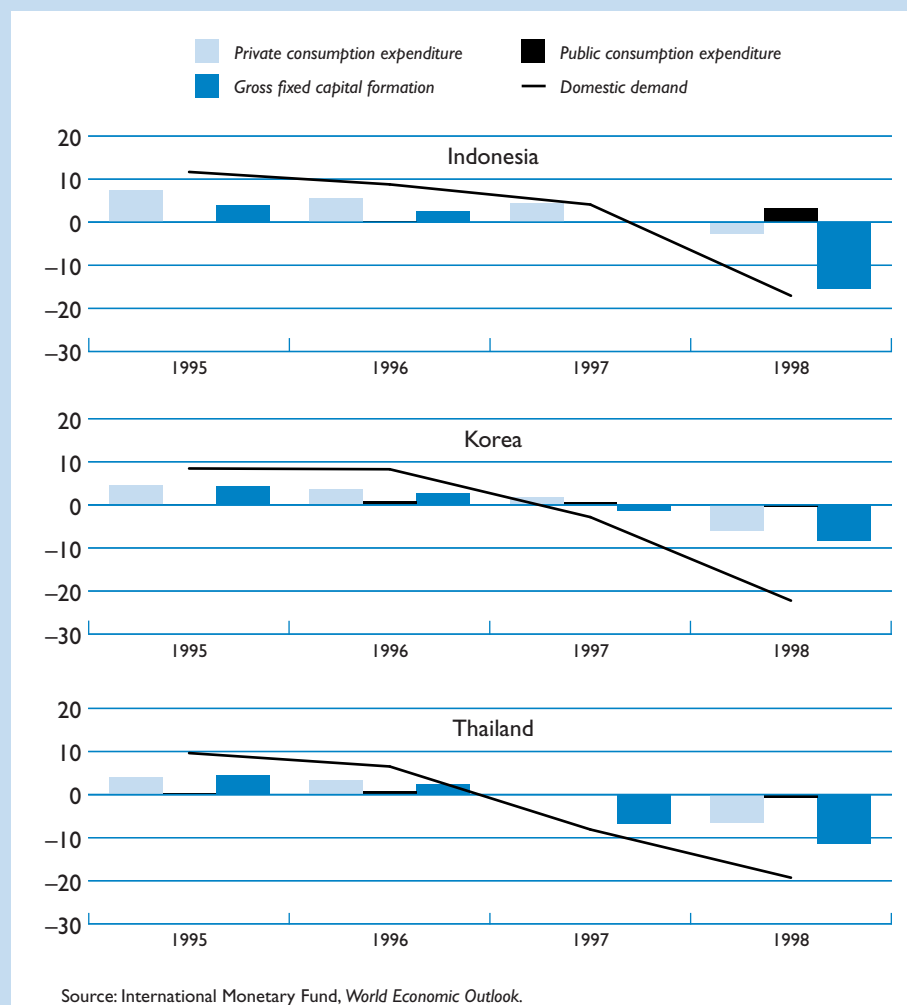 Private consumption expenditure
Public consumption expenditure
Gross fixed capital formation
Domestic demand
20
Indonesia
10
0
–10
–20
–30
1995 1996 1997 1998
20
Korea
10
0
–10
–20
–30
1995 1996 1997 1998
20
Thailand
10
0
–10
–20
–30
1995 1996 1997 1998
Source: International Monetary Fund, World Economic Outlook.